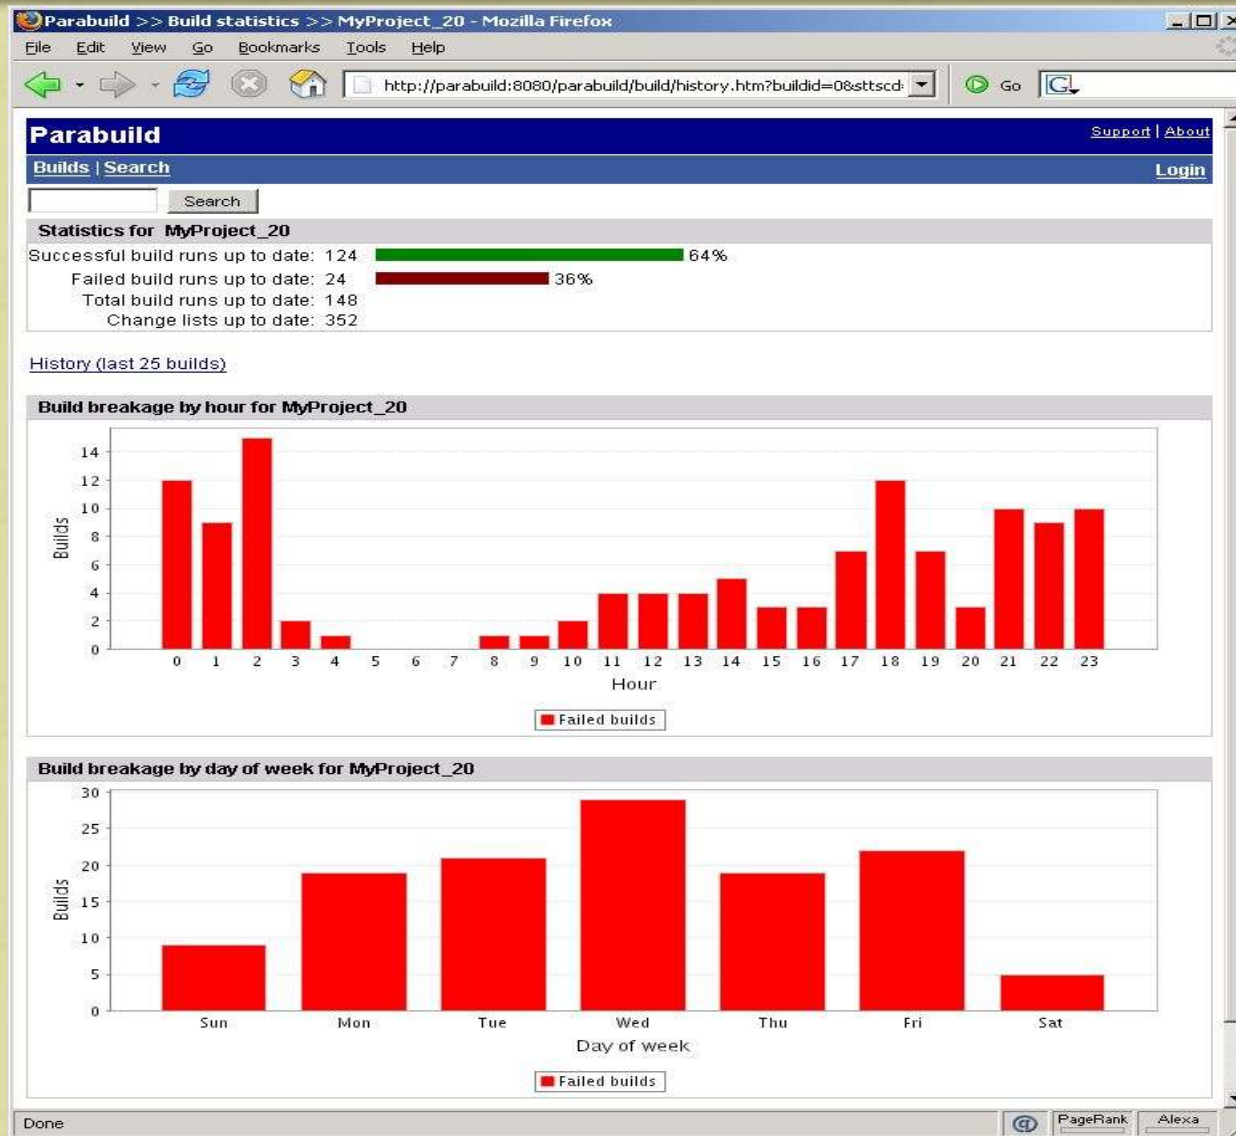 Parabuild >> Build statistics >> MyProject_20 - Mozilla Firefox
File Edit View Go Bookmarks Tools Help
http://parabuild:8080/parabuild/build/history.htm?buildid=0&sttscd: Go G
Parabuild Support | About
Builds | Search Login
Search
Statistics for MyProject_20
Successful build runs up to date: 124 64%
Failed build runs up to date: 24 36%
Total build runs up to date: 148
Change lists up to date: 352
History (last 25 builds)
Build breakage by hour for MyProject_20
14
12
10
8
6
4
2
0
Builds
0 1 2 3 4 5 6 7 8 9 10 11 12 13 14 15 16 17 18 19 20 21 22 23
Hour
Failed builds
Build breakage by day of week for MyProject_20
30
25
20
15
10
5
0
Builds
Sun Mon Tue Wed Thu Fri Sat
Day of week
Failed builds
Done PageRank Alexa